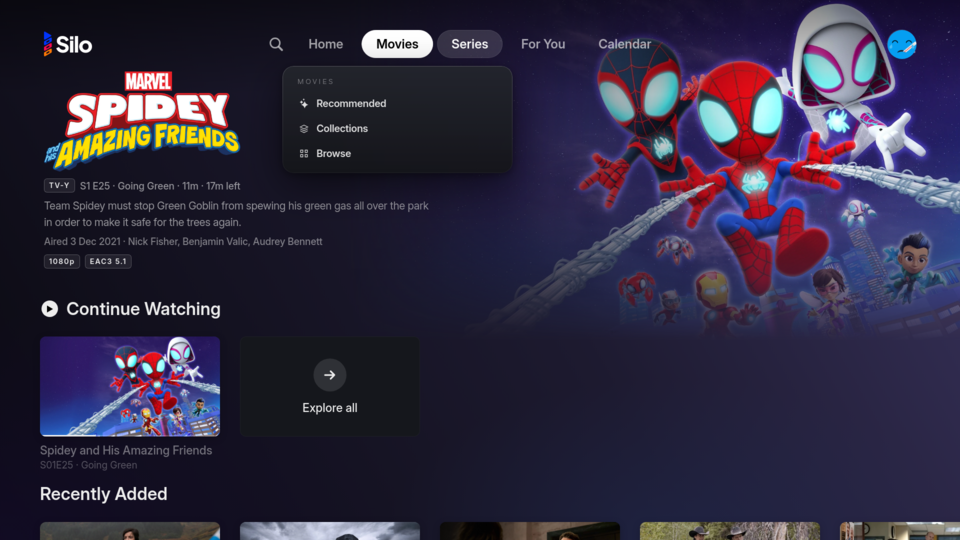 Silo
Home
Movies
Series
For You
Calendar
MOVIES
Recommended
Collections
Browse
MARVEL
SPIDEY
and his
AMAZING FRIENDS
TV-Y S1 E25 · Going Green · 11m · 17m left
Team Spidey must stop Green Goblin from spewing his green gas all over the park
in order to make it safe for the trees again.
Aired 3 Dec 2021 · Nick Fisher, Benjamin Valic, Audrey Bennett
1080p EAC3 5.1
Continue Watching
Explore all
Spidey and His Amazing Friends
S01E25 · Going Green
Recently Added